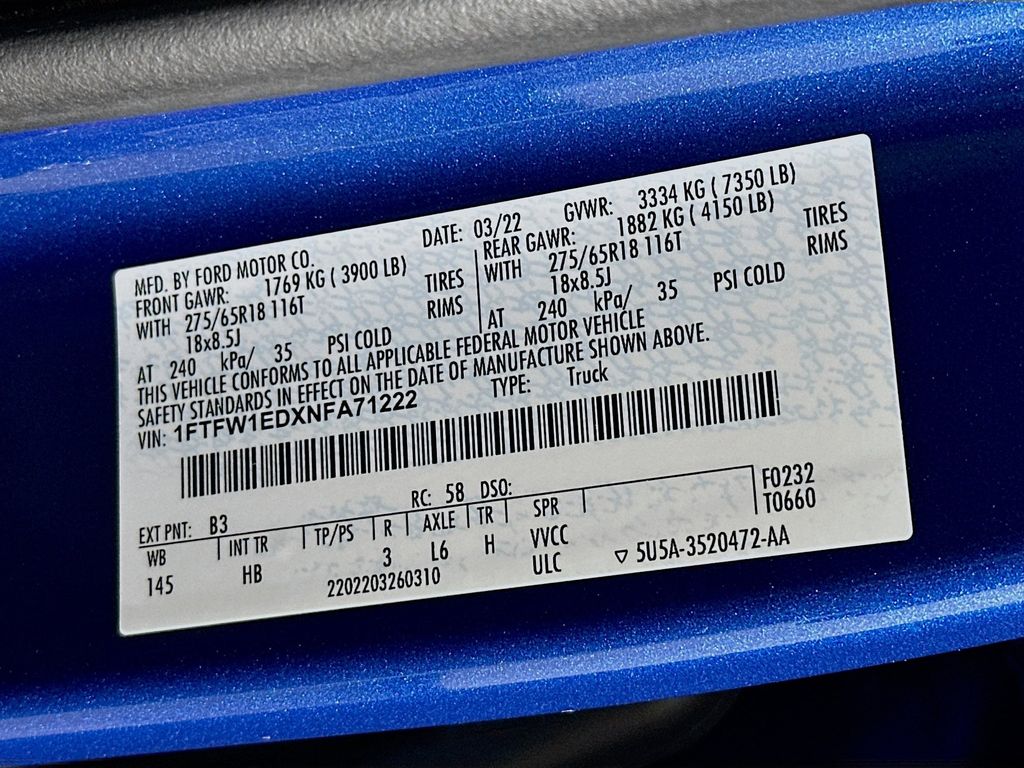 MFD. BY FORD MOTOR CO. DATE: 03/22 GVWR: 3334 KG ( 7350 LB)
FRONT GAWR: 1769 KG ( 3900 LB) REAR GAWR: 1882 KG ( 4150 LB)
WITH 275/65R18 116T TIRES WITH 275/65R18 116T TIRES
18x8.5J RIMS 18x8.5J RIMS
AT 240 kPa/ 35 PSI COLD AT 240 kPa/ 35 PSI COLD
THIS VEHICLE CONFORMS TO ALL APPLICABLE FEDERAL MOTOR VEHICLE
SAFETY STANDARDS IN EFFECT ON THE DATE OF MANUFACTURE SHOWN ABOVE.
VIN: 1FTFW1EDXNFA71222 TYPE: Truck
EXT PNT: B3 RC: 58 DSO: F0232
WB INT TR TP/PS R AXLE TR SPR T0660
145 HB 3 L6 H VVCC
2202203260310 ULC ▽ 5U5A-3520472-AA